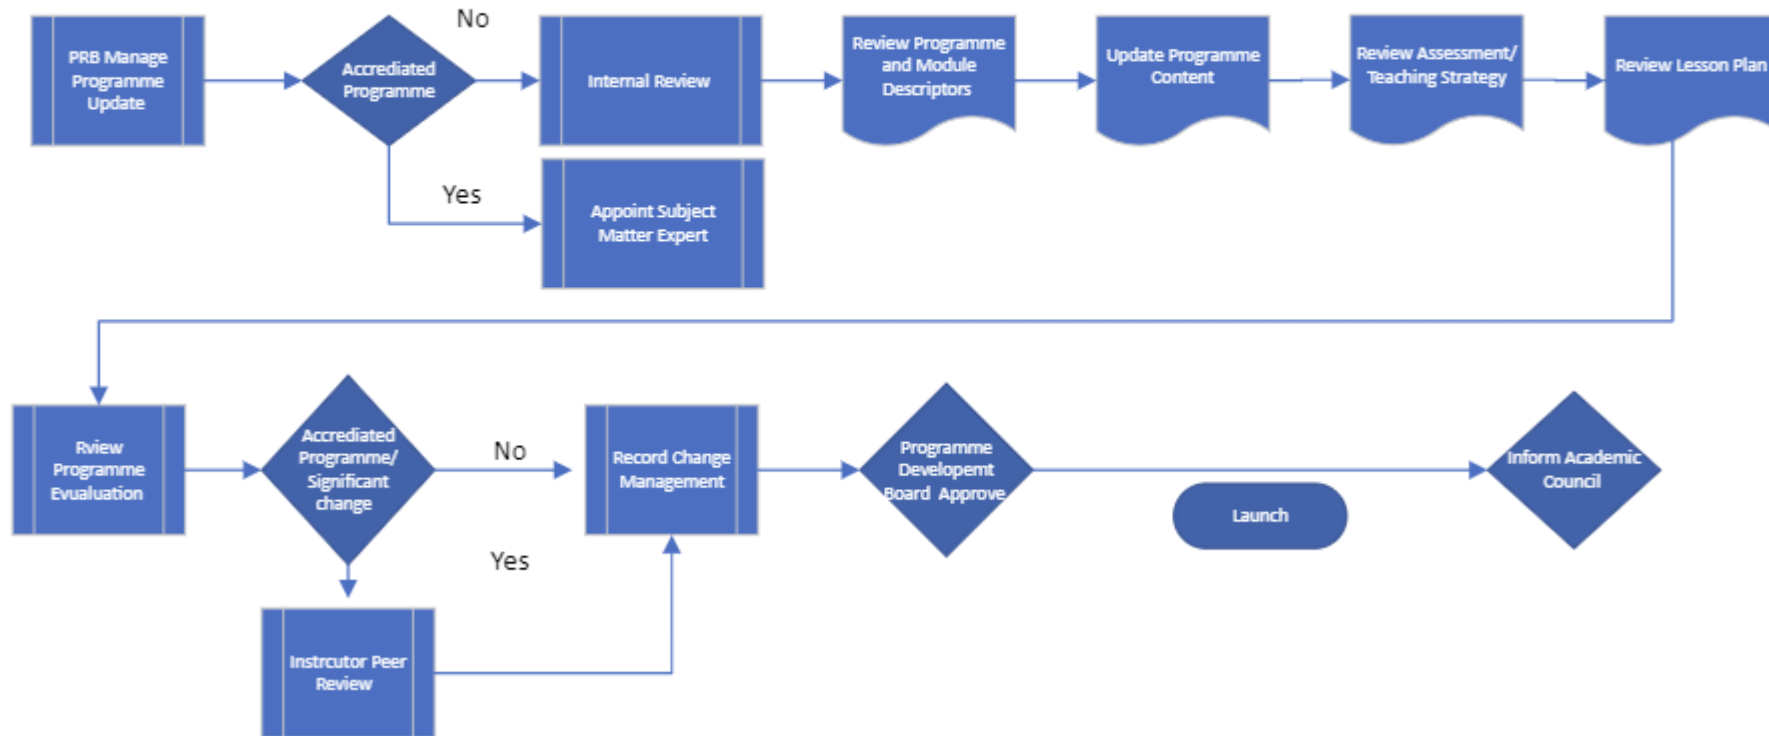 No
PRB Manage
Programme
Update
Accrediated
Programme
Internal Review
Review Programme
and Module
Descriptors
Update Programme
Content
Review Assessment/
Teaching Strategy
Review Lesson Plan
Yes
Appoint Subject
Matter Expert
Rview
Programme
Evualuation
Accrediated
Programme/
Significant
change
No
Record Change
Management
Programme
Developemt
Board Approve
Launch
Inform Academic
Council
Yes
Instrcutor Peer
Review